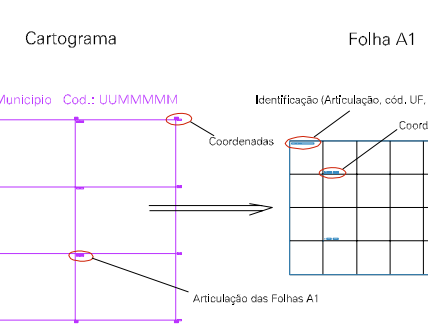 Cartograma
Folha A1
Municipio Cod.: UUMMMMM
Identificação (Articulação, cód. UF,
Coord
Coordenadas
Articulação das Folhas A1